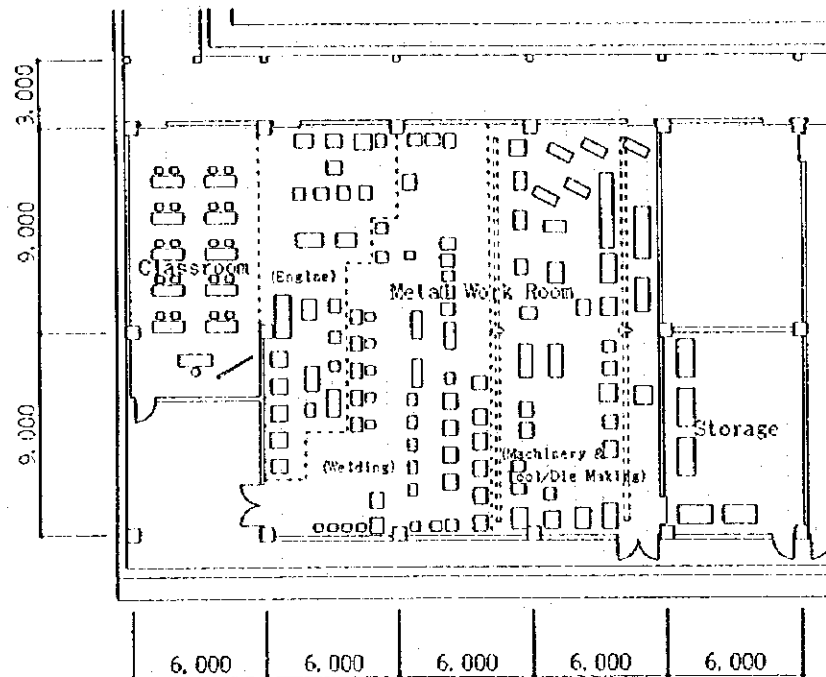 3,000
9,000
9,000
Classroom
(Engine)
Metal Work Room
(Welding)
(Machinery &
Tool/Die Making)
Storage
6,000
6,000
6,000
6,000
6,000